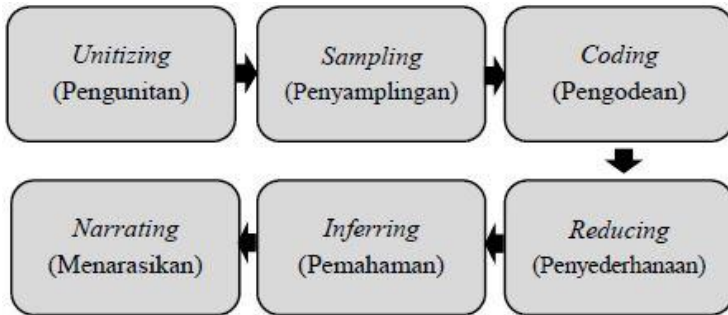 Unitizing
(Pengunitan)
Sampling
(Penyamplingan)
Coding
(Pengodean)
Reducing
(Penyederhanaan)
Inferring
(Pemahaman)
Narrating
(Menarasikan)